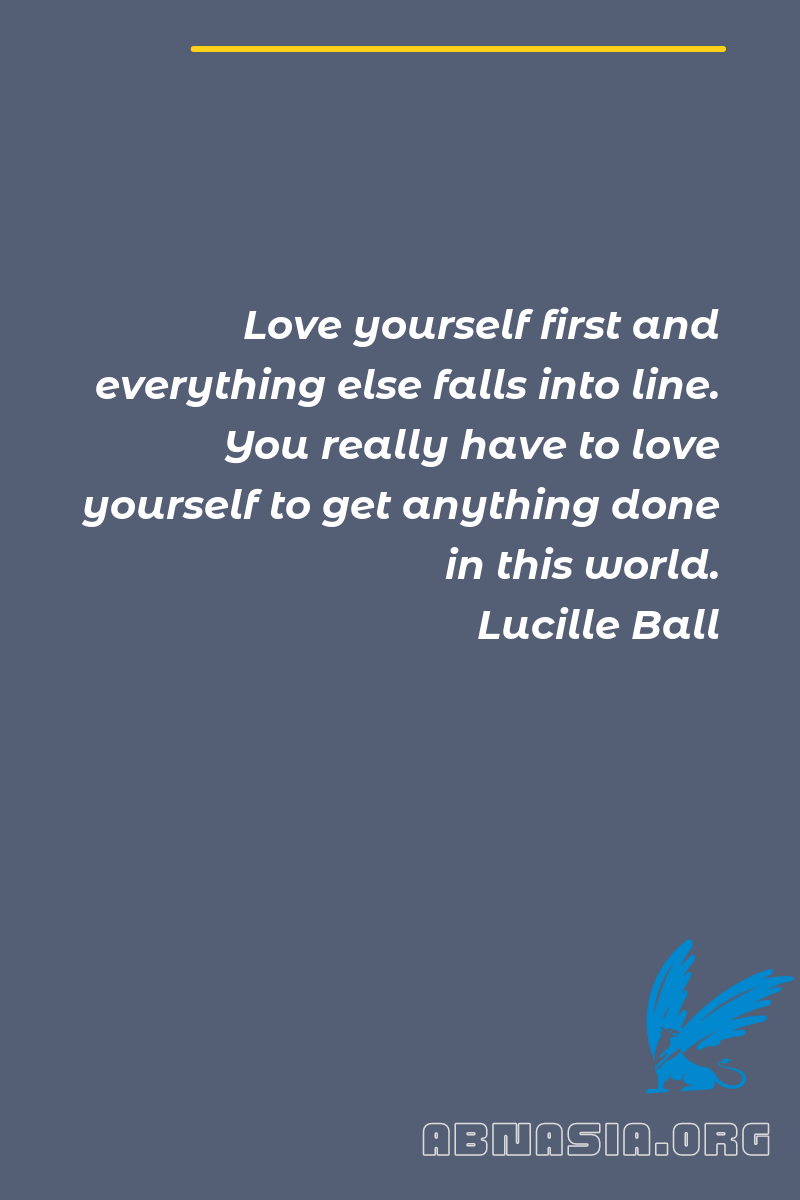 Love yourself first and
everything else falls into line.
You really have to love
yourself to get anything done
in this world.
Lucille Ball
ABNASIA.ORG